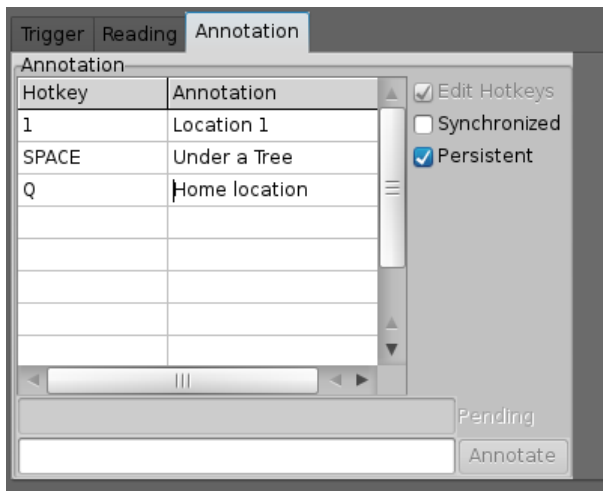 Trigger Reading Annotation
Annotation
Hotkey Annotation
1 Location 1
SPACE Under a Tree
Q Home location
Edit Hotkeys
Synchronized
Persistent
Pending
Annotate